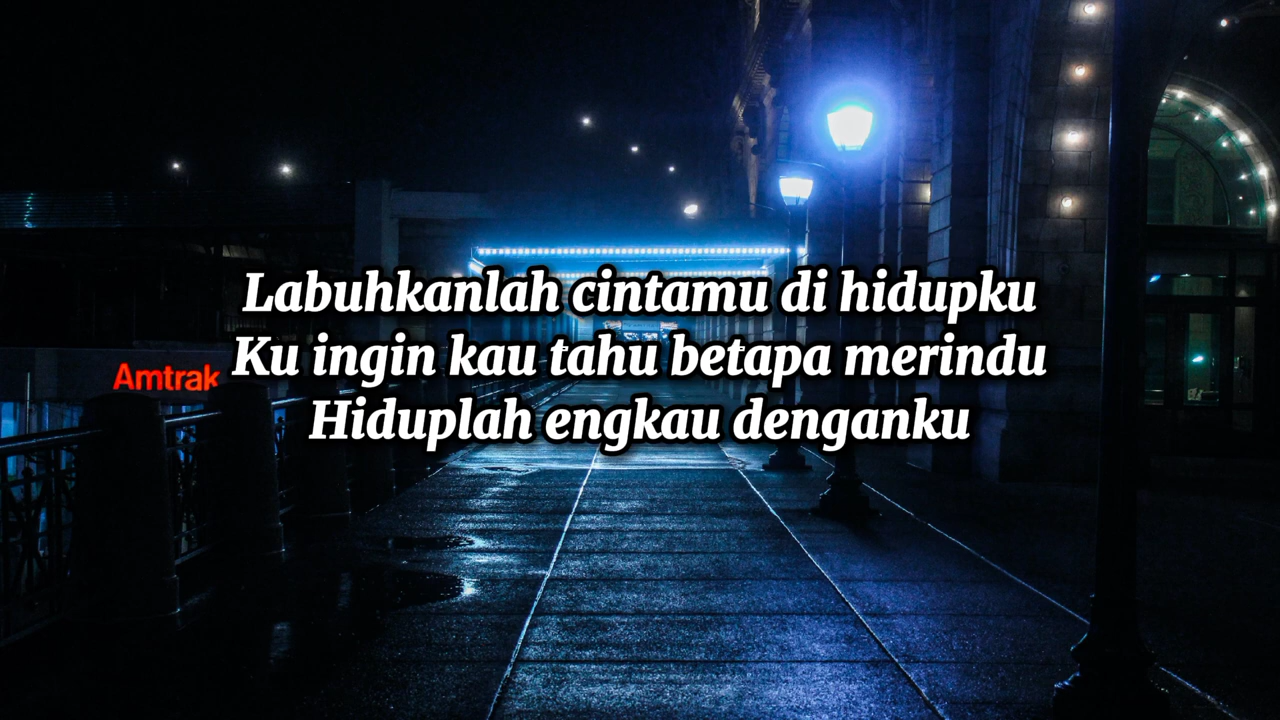 Labuhkanlah cintamu di hidupku
Amtrak
Ku ingin kau tahu betapa merindu
Hiduplah engkau denganku